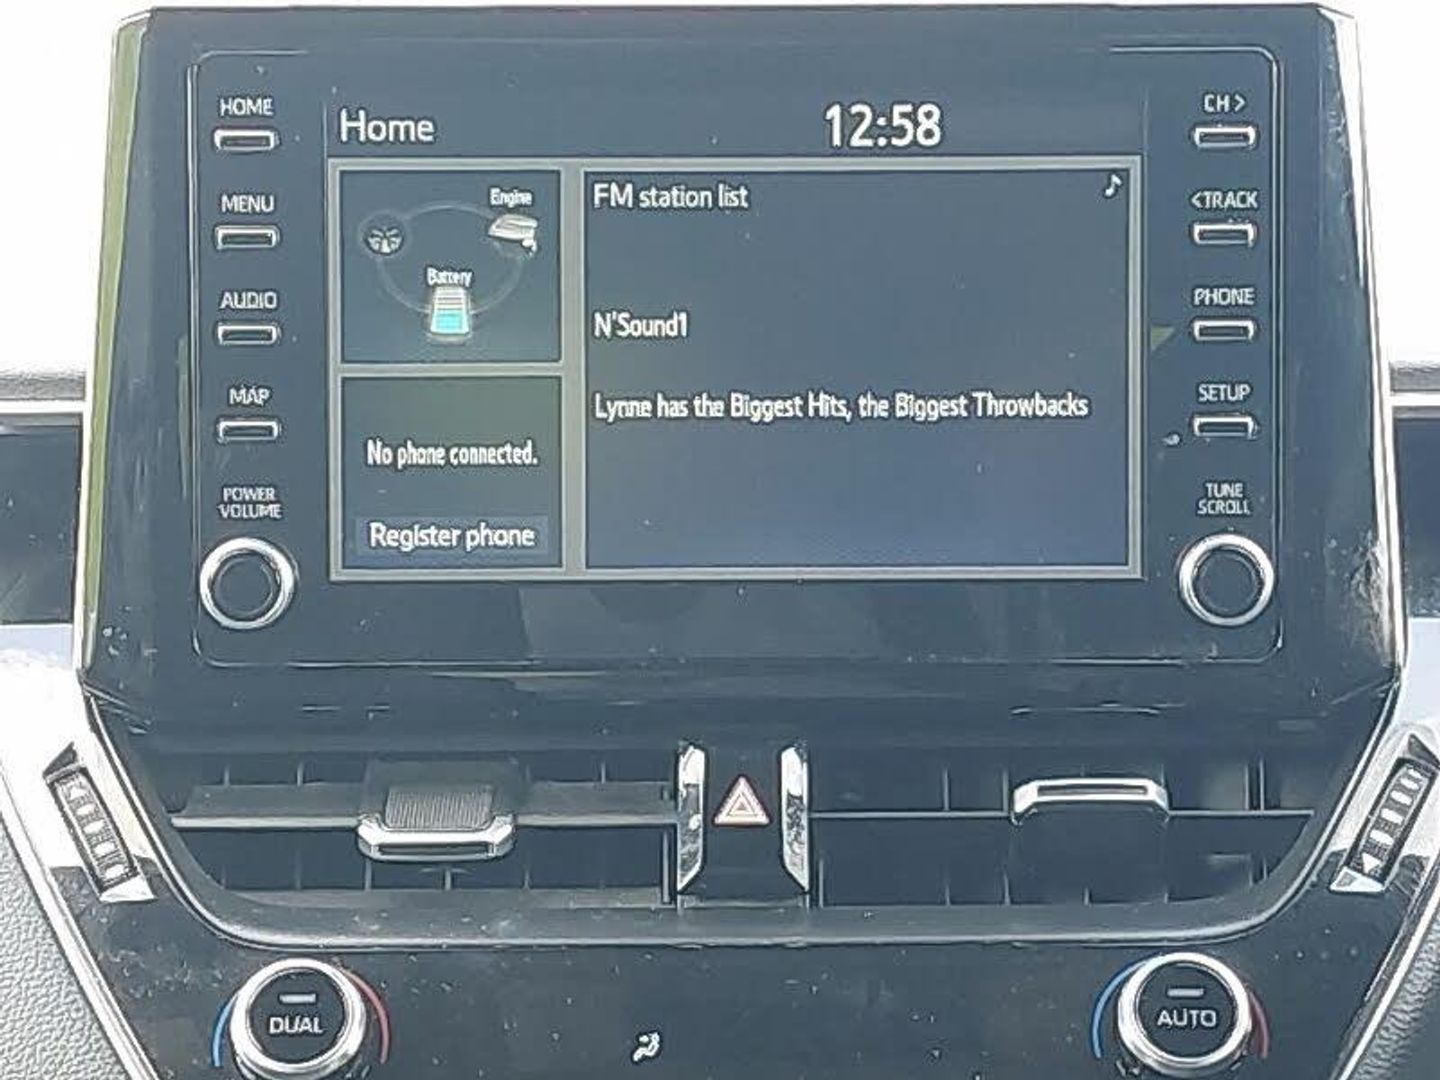 HOME
Home
12:58
CH >
MENU
Engine
Battery
FM station list
<TRACK
AUDIO
N'Sound1
PHONE
MAP
No phone connected.
Lynne has the Biggest Hits, the Biggest Throwbacks
SETUP
POWER
VOLUME
Register phone
TUNE
SCROLL
DUAL
AUTO